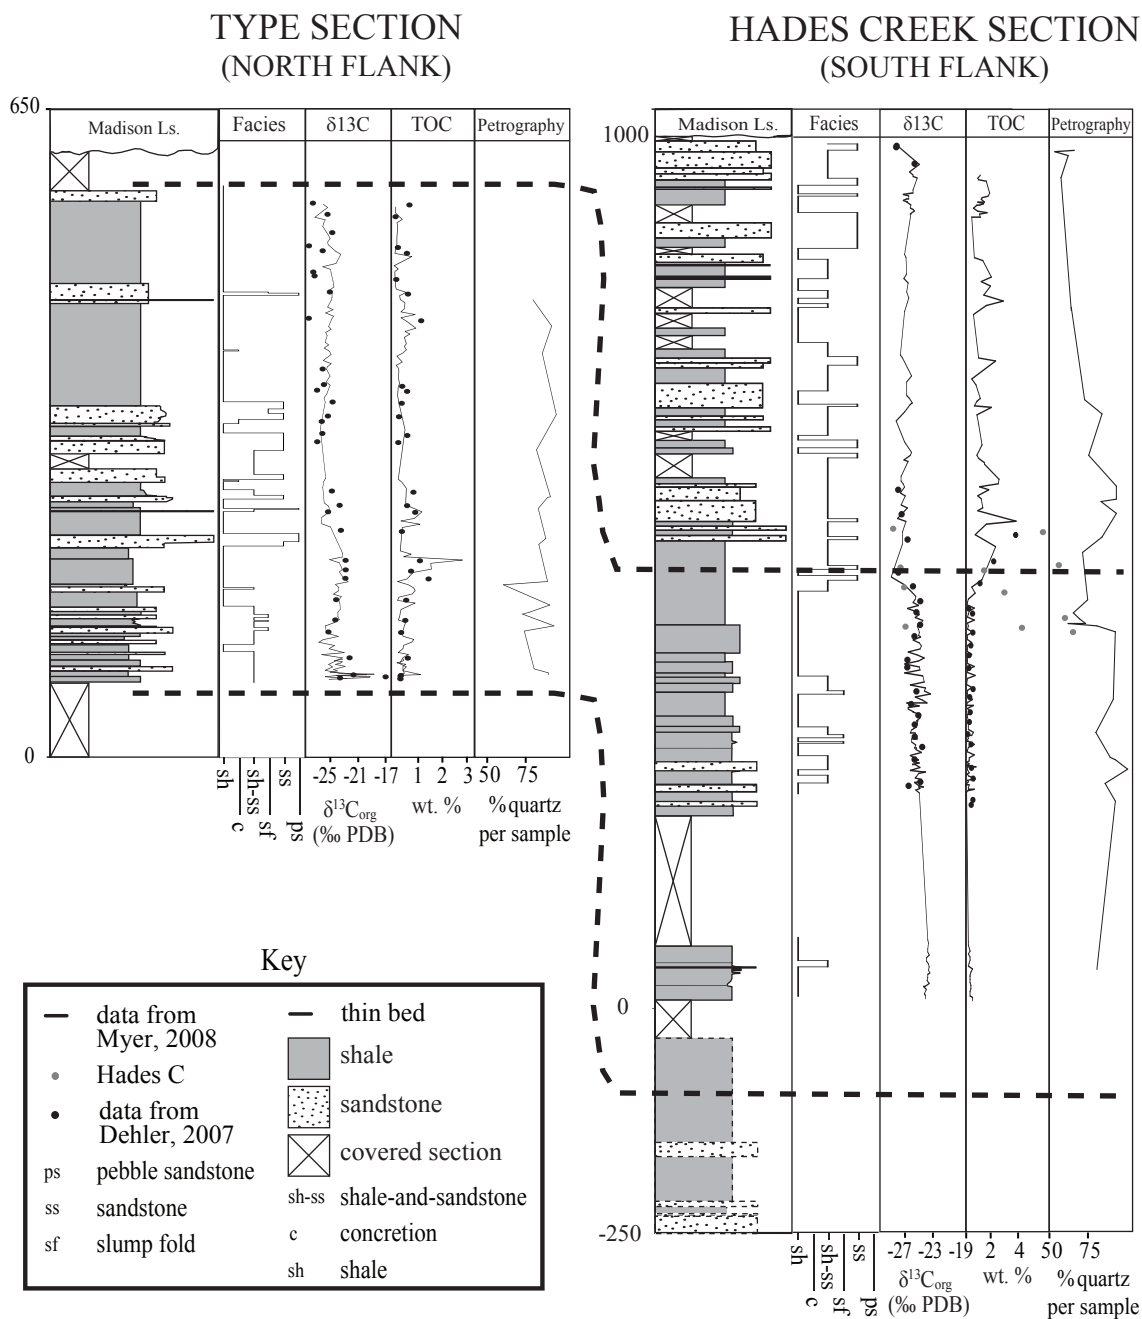 TYPE SECTION
(NORTH FLANK)
650
Madison Ls.
Facies
δ13C
TOC
Petrography
0
sh
c
sh-ss
sf
ss
ps
-25 -21 -17
δ¹³Corg
(‰ PDB)
1 2 3
wt. %
50 75
%quartz
per sample
HADES CREEK SECTION
(SOUTH FLANK)
1000
Madison Ls.
Facies
δ13C
TOC
Petrography
0
-250
sh
c
sh-ss
sf
ss
ps
-27 -23 -19
δ¹³Corg
(‰ PDB)
2 4
wt. %
50 75
%quartz
per sample
Key
data from
Myer, 2008
Hades C
data from
Dehler, 2007
ps pebble sandstone
ss sandstone
sf slump fold
thin bed
shale
sandstone
covered section
sh-ss shale-and-sandstone
c concretion
sh shale